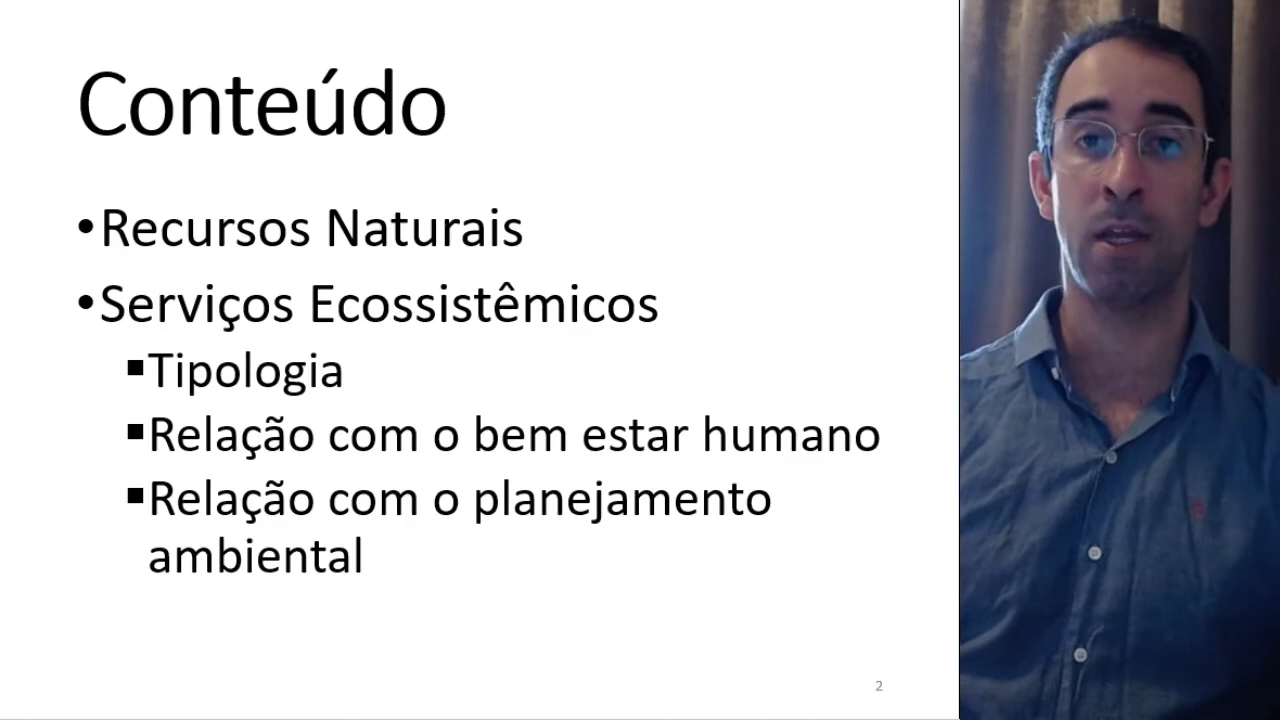 Conteúdo
•Recursos Naturais
•Serviços Ecossistêmicos
▪Tipologia
▪Relação com o bem estar humano
▪Relação com o planejamento
ambiental
2